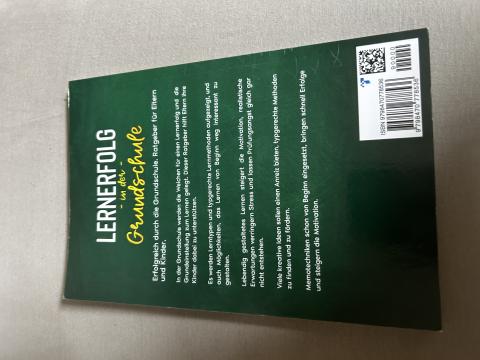 LERNERFOLG
- in der -
Grundschule
Erfolgreich durch die Grundschule. Ratgeber für Eltern
und Kinder.
In der Grundschule werden die Weichen für einen Lernerfolg und die
Grundeinstellung zum Lernen gelegt. Dieser Ratgeber hilft Eltern ihre
Kinder dabei zu unterstützen.
Es werden Lerntypen und typgerechte Lernmethoden aufgezeigt, und
auch Möglichkeiten, das Lernen von Beginn weg interessant zu
gestalten.
Lebendig gestaltetes Lernen steigert die Motivation, realistische
Erwartungen verringern Stress und lassen Prüfungsangst gleich gar
nicht entstehen.
Viele kreative Ideen sollen einen Anreiz bieten, typgerechte Methoden
zu finden und zu fördern.
Memotechniken schon von Beginn eingesetzt, bringen schnell Erfolge
und steigern die Motivation.
90000